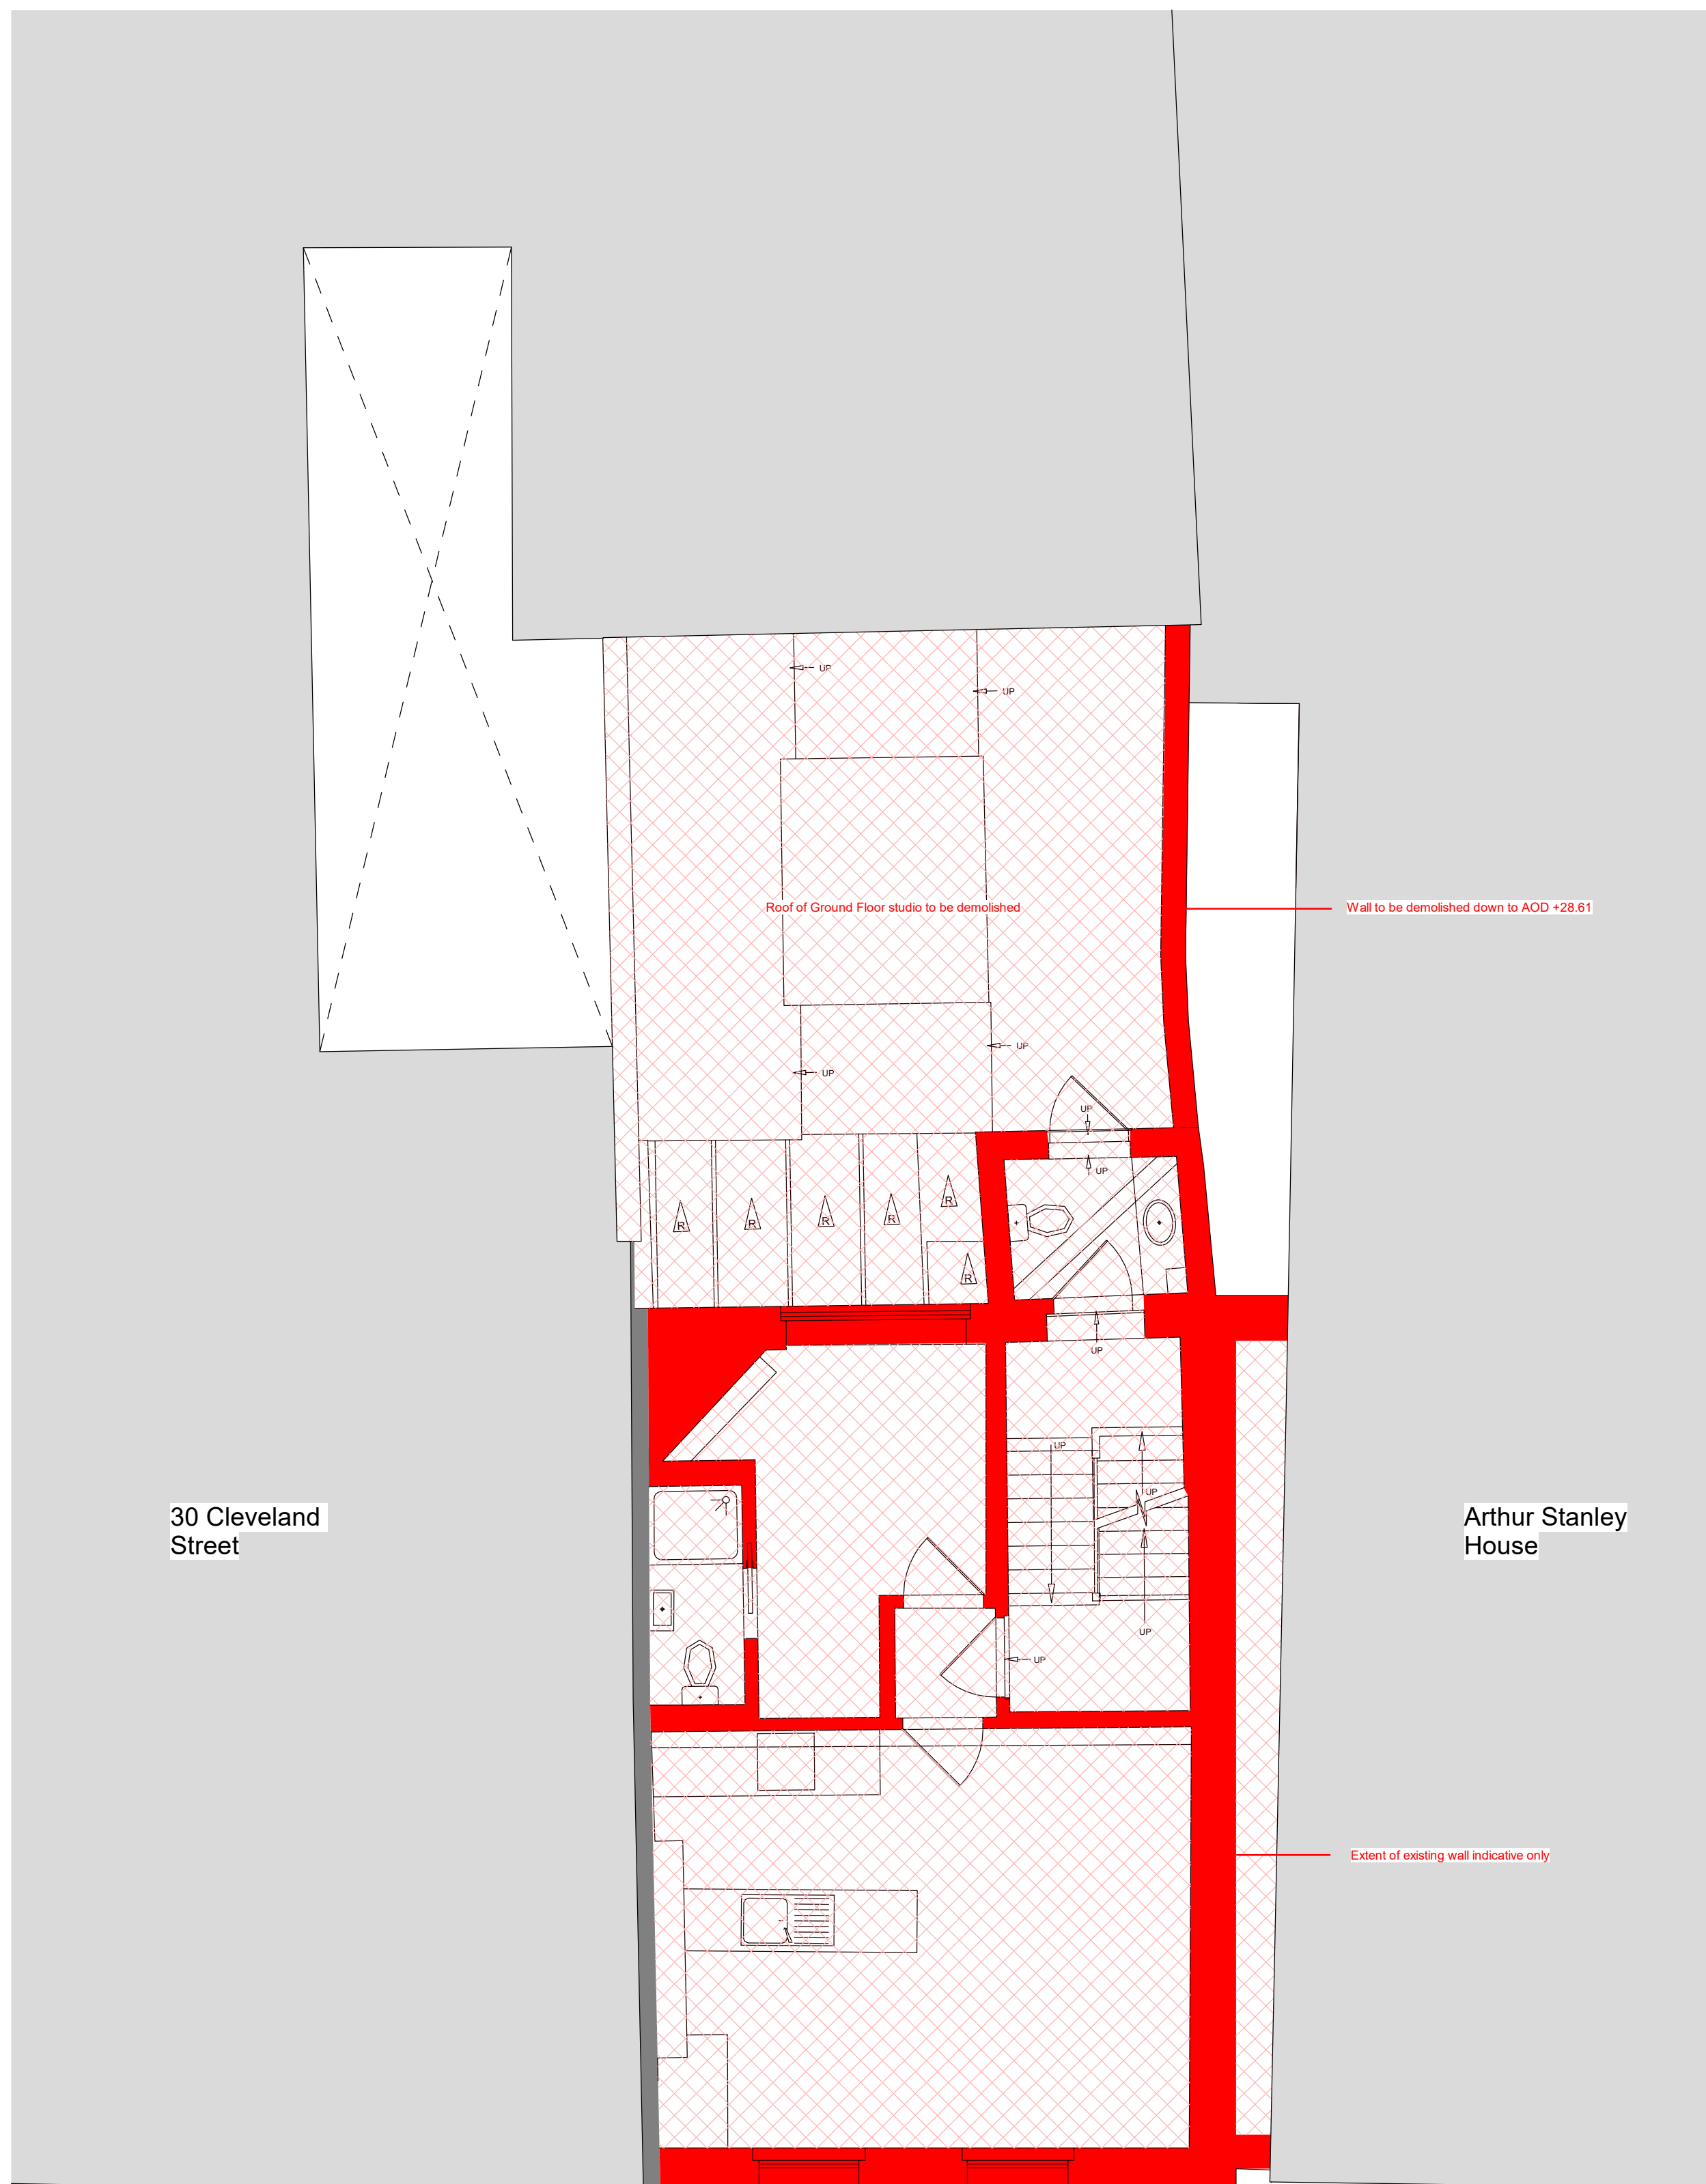 UP
UP
Roof of Ground Floor studio to be demolished
Wall to be demolished down to AOD +28.61
UP
UP
UP
UP
R
R
R
R
R
R
UP
UP
30 Cleveland
Street
Arthur Stanley
House
UP
UP
UP
Extent of existing wall indicative only